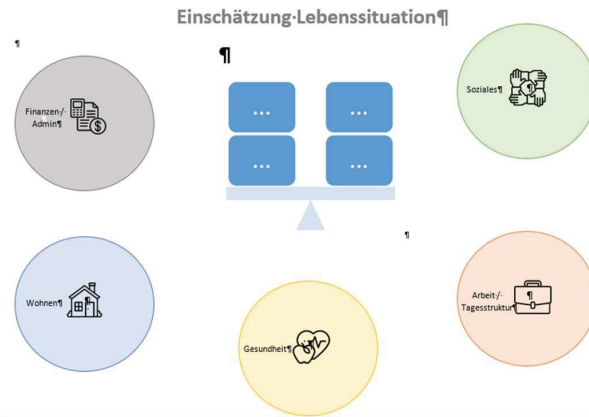 Einschätzung·Lebenssituation¶
¶
¶
Finanzen·/·
Admin¶
...
...
...
...
Soziales¶
¶
¶
Wohnen¶
¶
Gesundheit¶
¶
Arbeit·/·
Tagesstruktur¶
¶